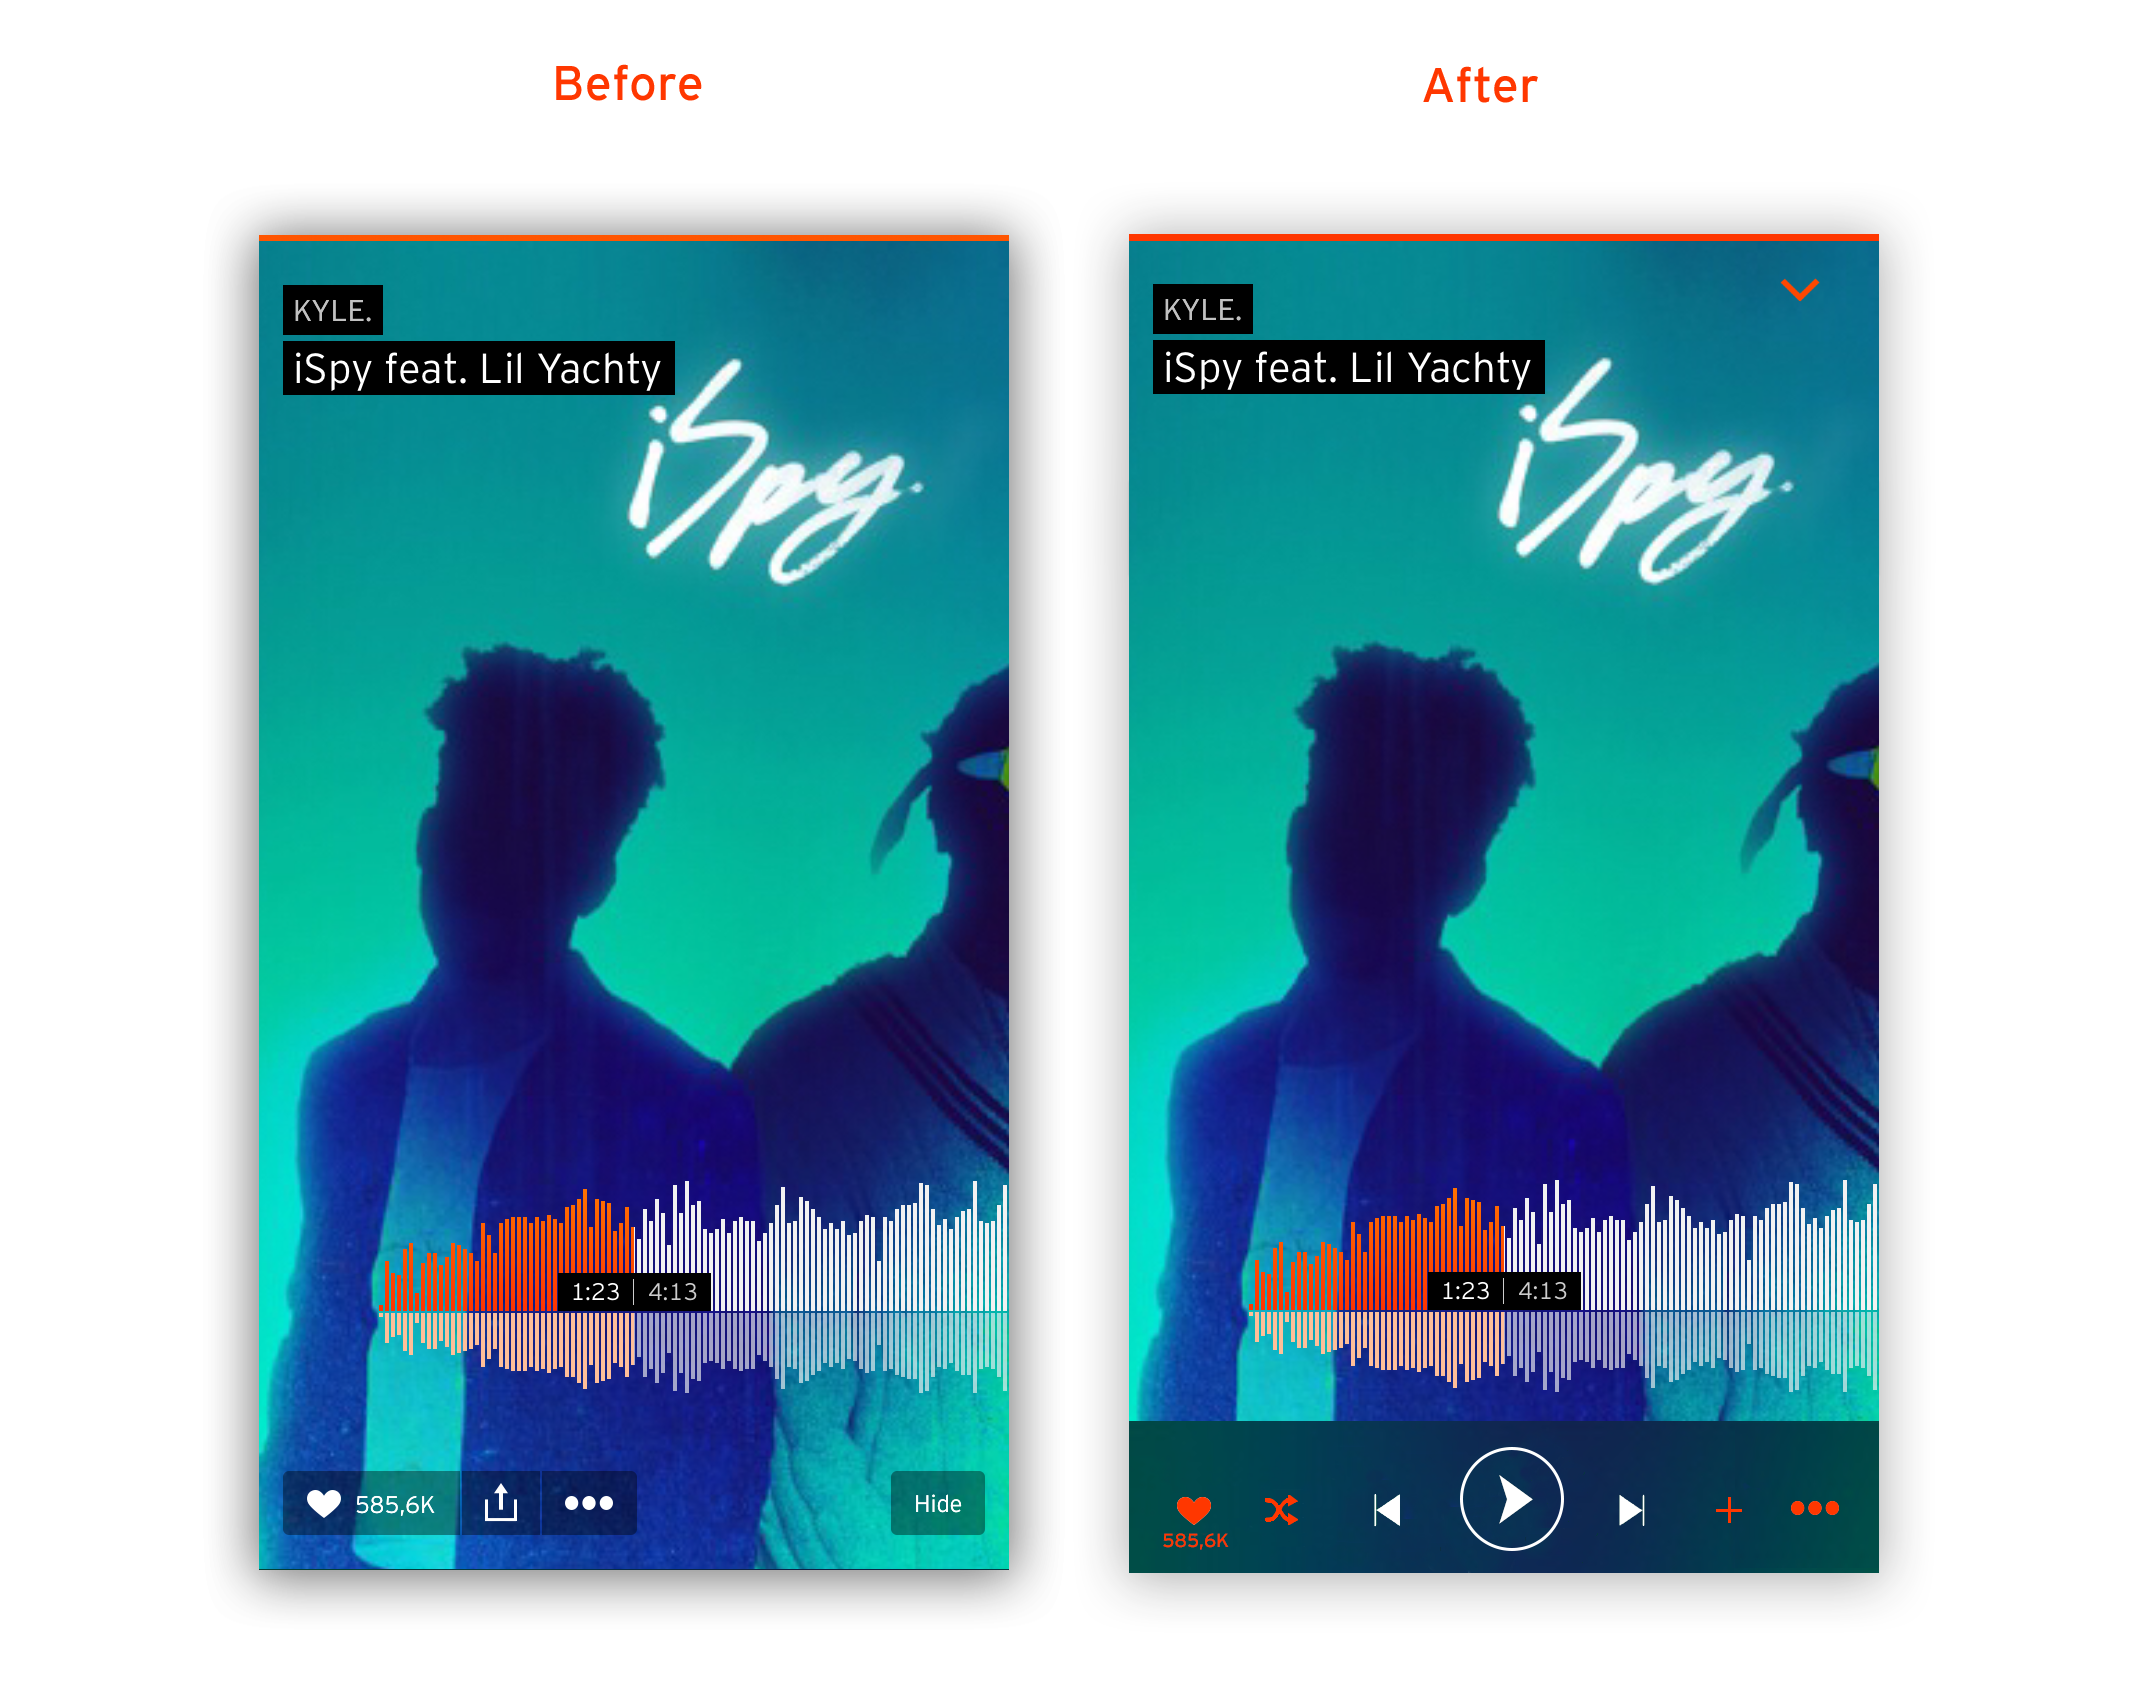 Before
KYLE.
iSpy feat. Lil Yachty
iSpy.
1:23 | 4:13
585,6K
Hide
After
KYLE.
iSpy feat. Lil Yachty
iSpy.
1:23 | 4:13
585,6K